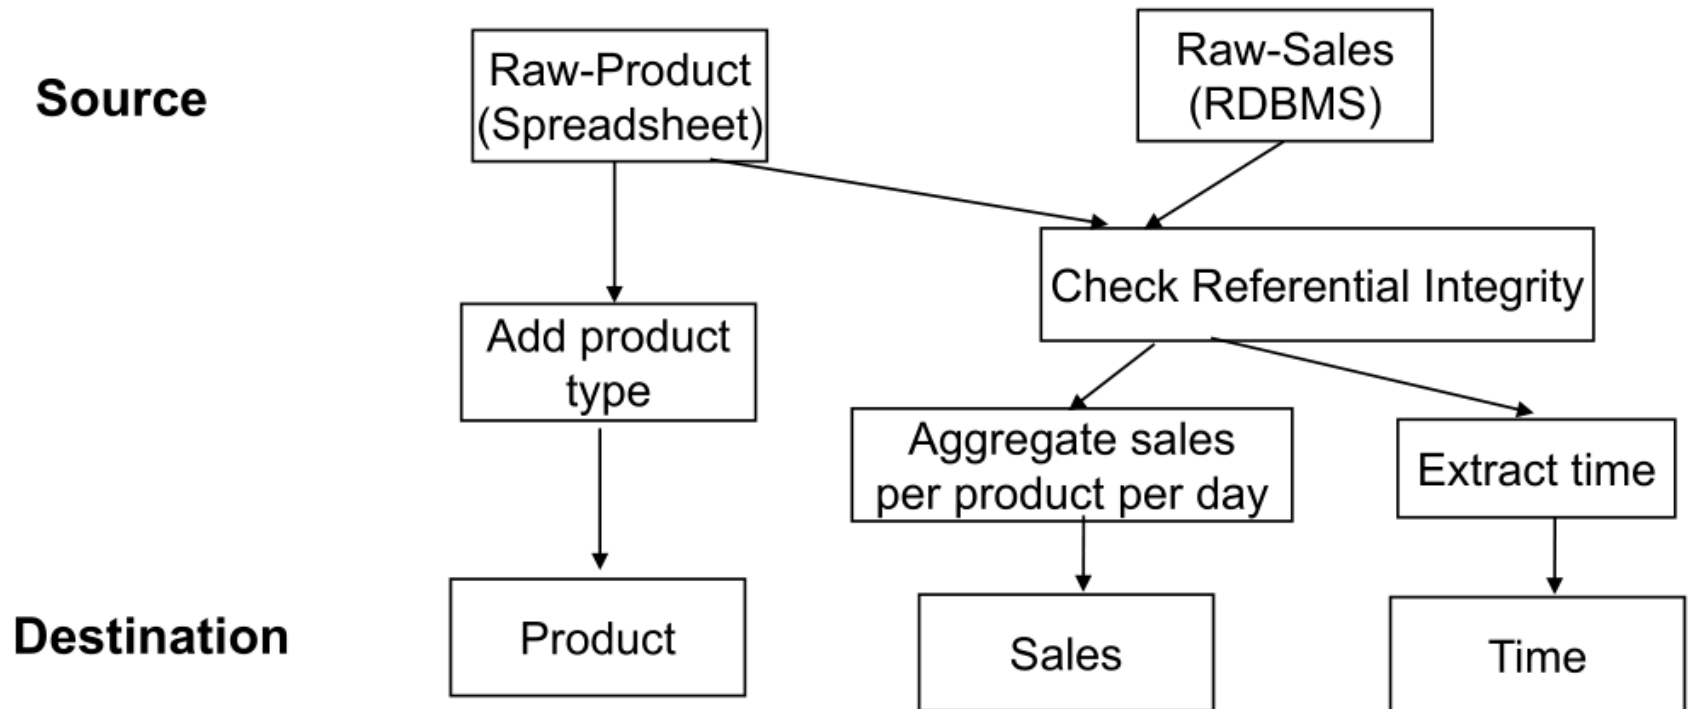 Source
Raw-Product
(Spreadsheet)
Raw-Sales
(RDBMS)
Check Referential Integrity
Add product
type
Aggregate sales
per product per day
Extract time
Destination
Product
Sales
Time